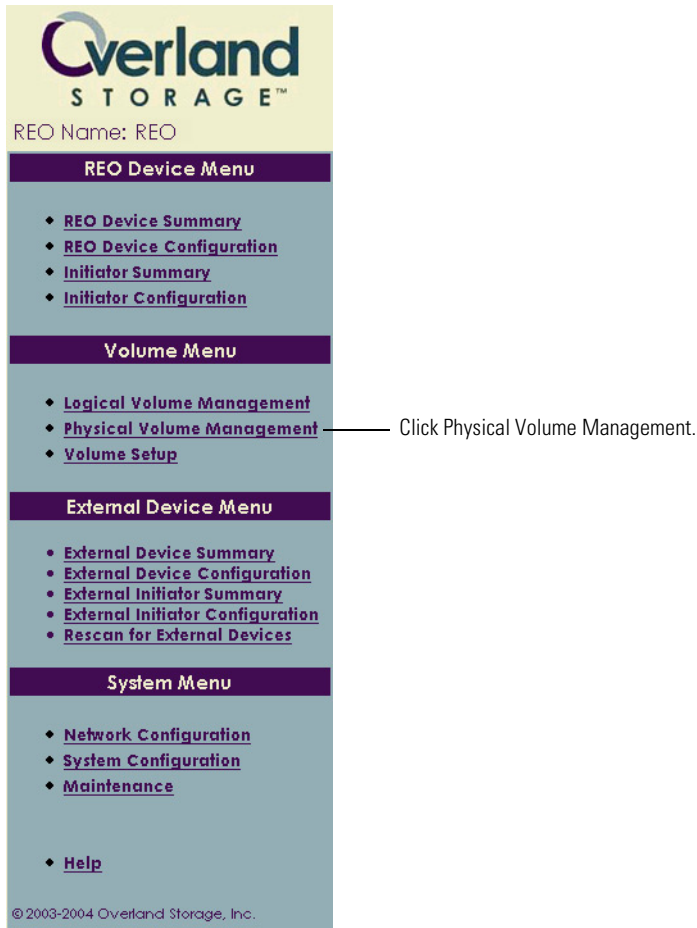 Overland
STORAGE™
REO Name: REO
REO Device Menu
REO Device Summary
REO Device Configuration
Initiator Summary
Initiator Configuration
Volume Menu
Logical Volume Management
Physical Volume Management
Click Physical Volume Management.
Volume Setup
External Device Menu
External Device Summary
External Device Configuration
External Initiator Summary
External Initiator Configuration
Rescan for External Devices
System Menu
Network Configuration
System Configuration
Maintenance
Help
© 2003-2004 Overland Storage, Inc.